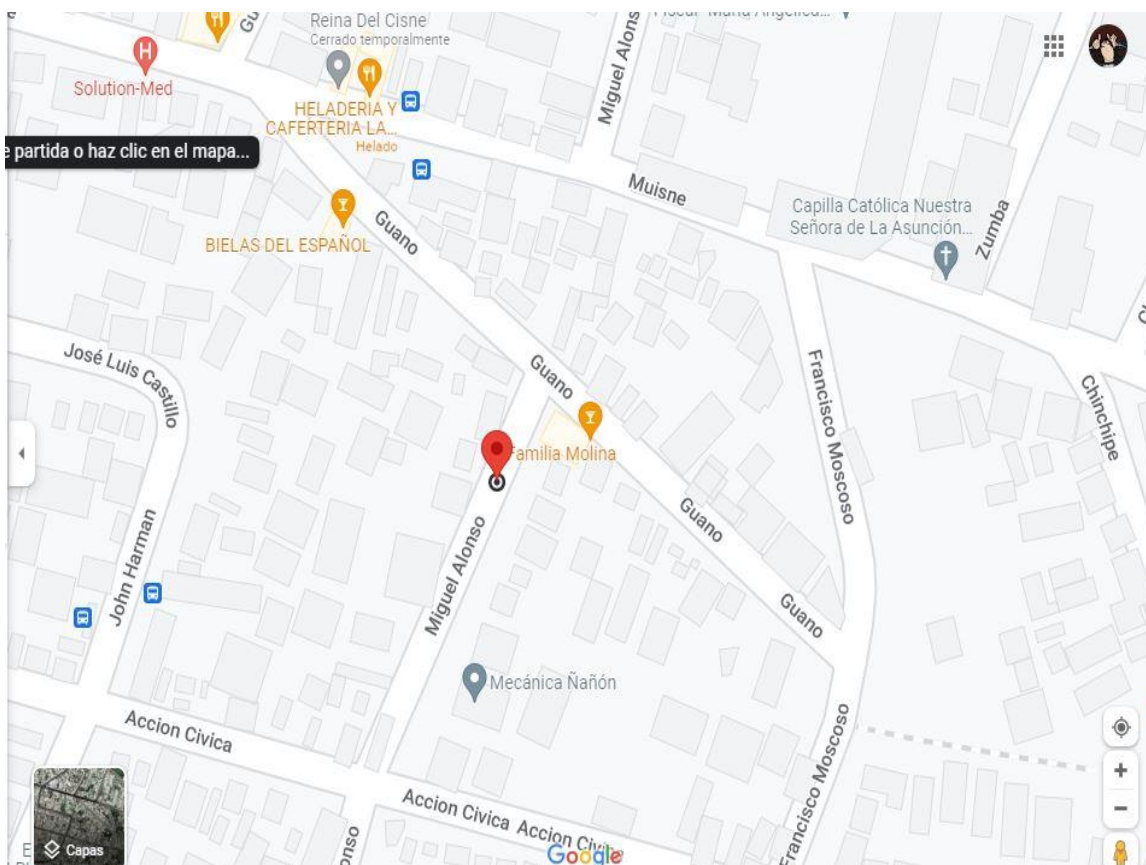 Reina Del Cisne
Cerrado temporalmente
Miguel Alonso
Solution-Med
HELADERIA Y
CAFERTERIA LA...
Helado
e partida o haz clic en el mapa...
Muisne
Capilla Católica Nuestra
Señora de La Asunción...
Zumba
Guano
BIELAS DEL ESPAÑOL
José Luis Castillo
Guano
Francisco Moscoso
Chinchipe
Familia Molina
Guano
John Harman
Miguel Alonso
Guano
Mecánica Ñañón
Accion Civica
Francisco Moscoso
Accion Civica
Accion Civica
Capas
Google